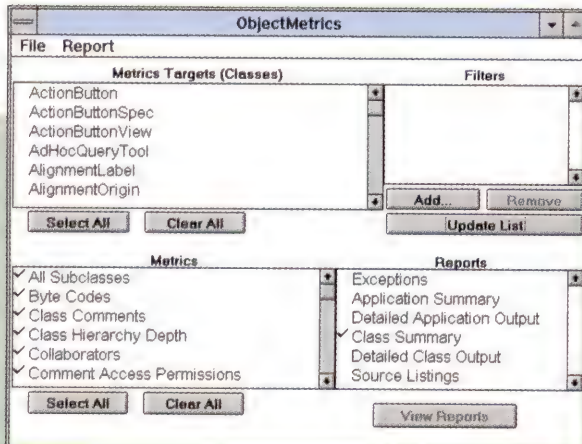 ObjectMetrics
File Report
Metrics Targets (Classes)
ActionButton
ActionButtonSpec
ActionButtonView
AdHocQueryTool
AlignmentLabel
AlignmentOrigin
Select All Clear All
Filters
Add... Remove
Update List
Metrics
All Subclasses
Byte Codes
Class Comments
Class Hierarchy Depth
Collaborators
Comment Access Permissions
Select All Clear All
Reports
Exceptions
Application Summary
Detailed Application Output
Class Summary
Detailed Class Output
Source Listings
View Reports